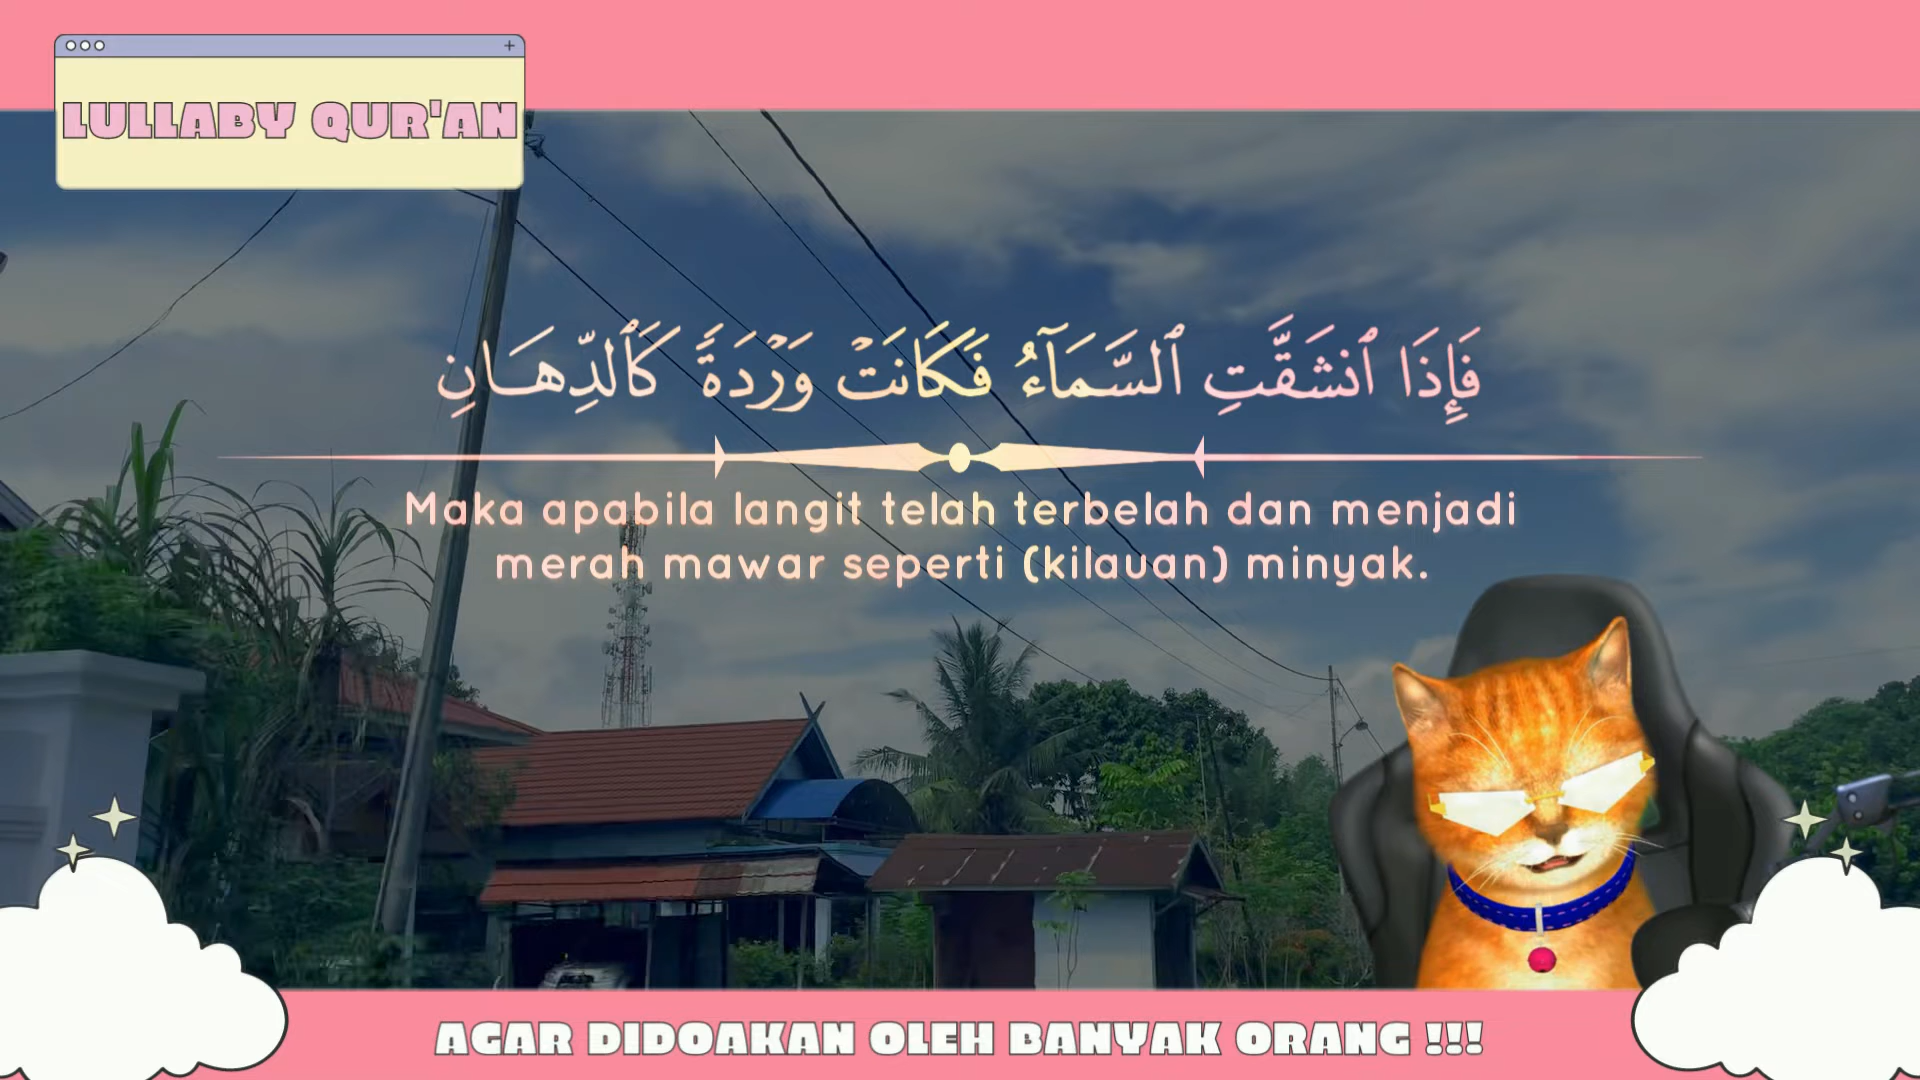 LULLABY QUR'AN
فَإِذَا ٱنشَقَّتِ ٱلسَّمَآءُ فَكَانَتۡ وَرۡدَةٗ كَٱلدِّهَانِ
Maka apabila langit telah terbelah dan menjadi
merah mawar seperti (kilauan) minyak.
AGAR DIDOAKAN OLEH BANYAK ORANG !!!